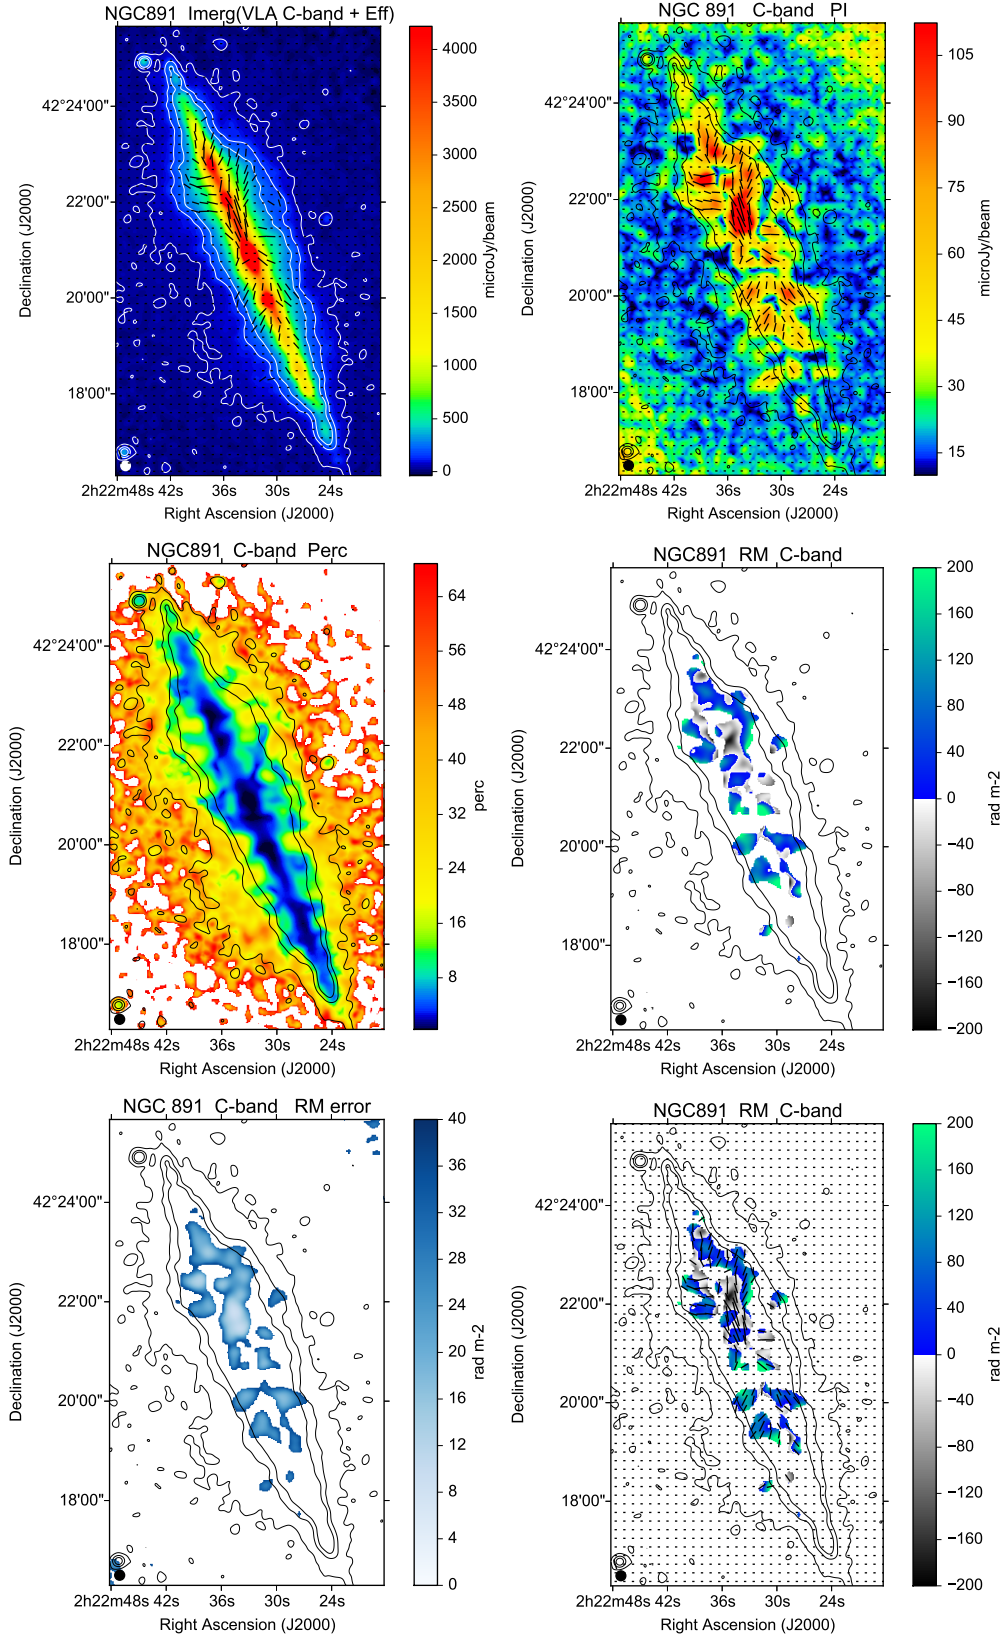 NGC891 Imerg(VLA C-band + Eff)
4000
3500
3000
2500
2000
1500
1000
500
0
microJy/beam
42°24'00"
22'00"
20'00"
18'00"
Declination (J2000)
2h22m48s 42s 36s 30s 24s
Right Ascension (J2000)
NGC 891 C-band PI
105
90
75
60
45
30
15
microJy/beam
42°24'00"
22'00"
20'00"
18'00"
Declination (J2000)
2h22m48s 42s 36s 30s 24s
Right Ascension (J2000)
NGC891 C-band Perc
64
56
48
40
32
24
16
8
perc
42°24'00"
22'00"
20'00"
18'00"
Declination (J2000)
2h22m48s 42s 36s 30s 24s
Right Ascension (J2000)
NGC891 RM C-band
200
160
120
80
40
0
−40
−80
−120
−160
−200
rad m-2
42°24'00"
22'00"
20'00"
18'00"
Declination (J2000)
2h22m48s 42s 36s 30s 24s
Right Ascension (J2000)
NGC 891 C-band RM error
40
36
32
28
24
20
16
12
8
4
0
rad m-2
42°24'00"
22'00"
20'00"
18'00"
Declination (J2000)
2h22m48s 42s 36s 30s 24s
Right Ascension (J2000)
NGC891 RM C-band
200
160
120
80
40
0
−40
−80
−120
−160
−200
rad m-2
42°24'00"
22'00"
20'00"
18'00"
Declination (J2000)
2h22m48s 42s 36s 30s 24s
Right Ascension (J2000)